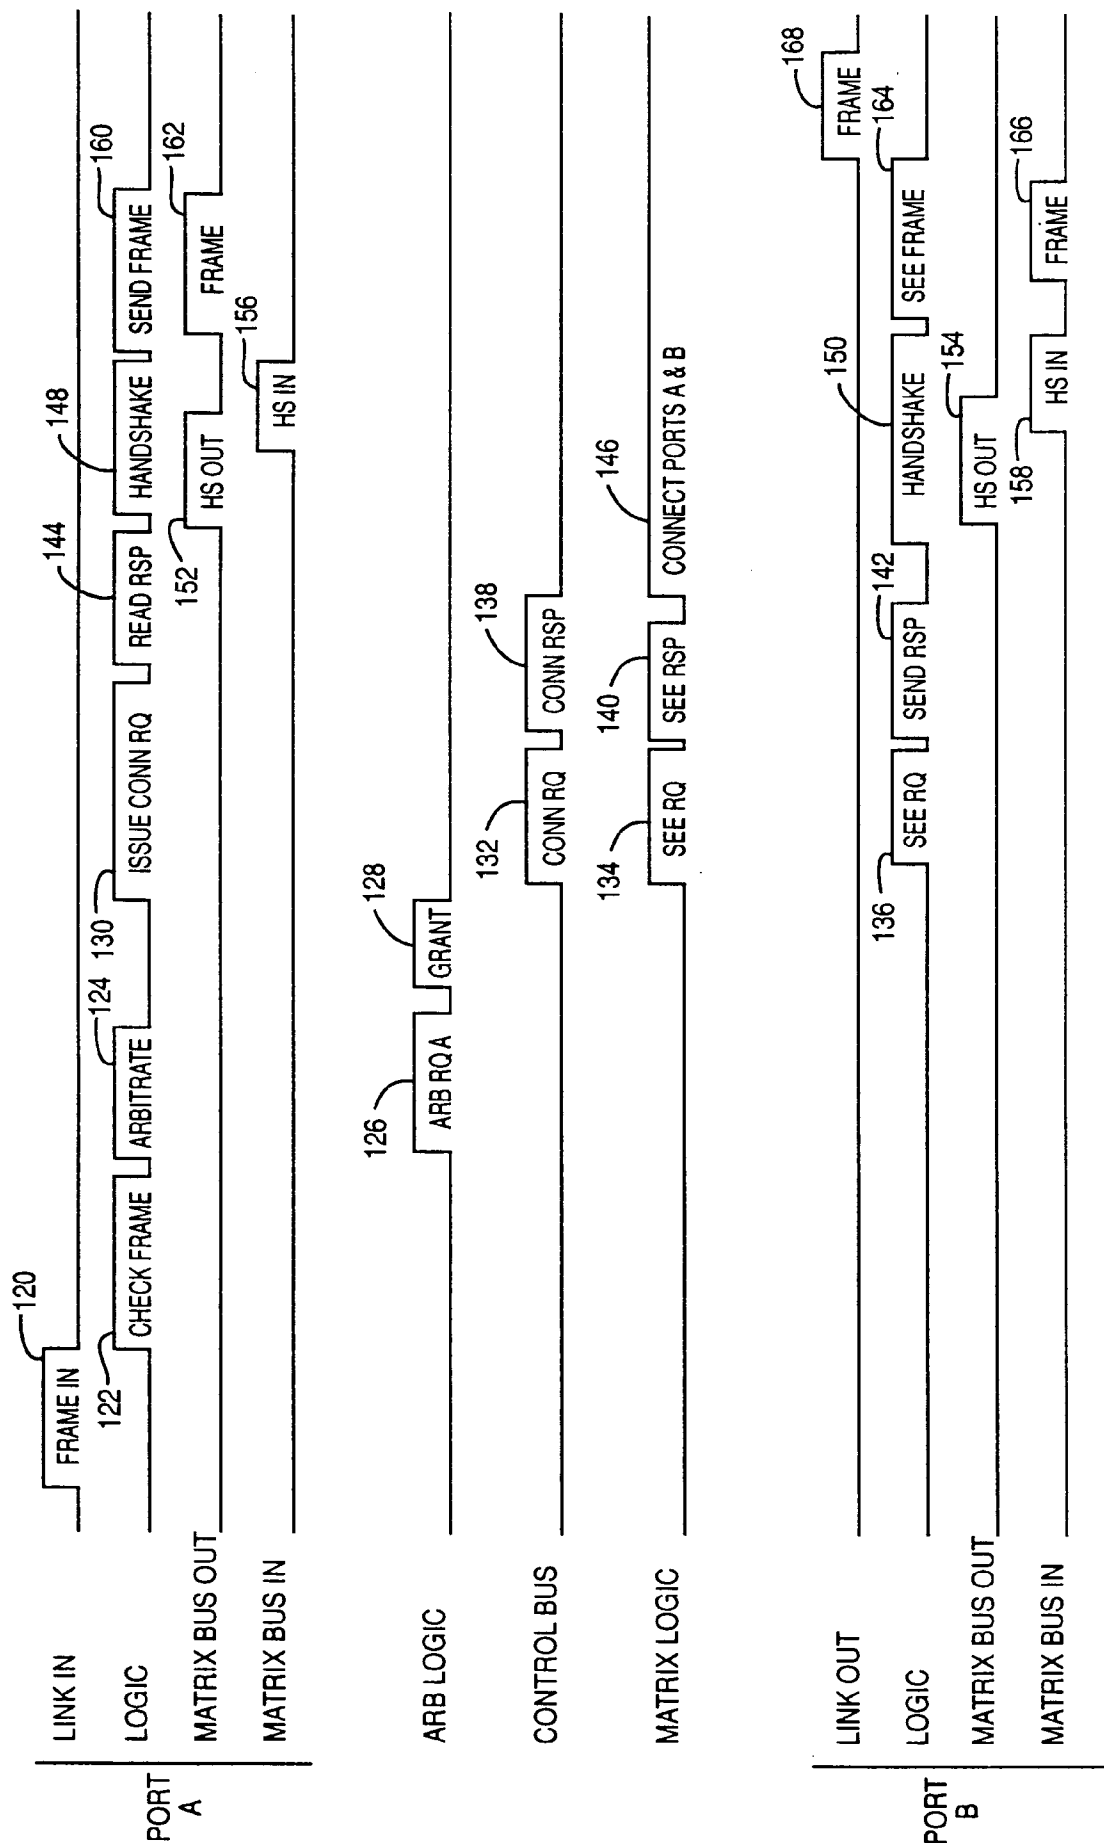 PORT A
LINK IN
120
FRAME IN
LOGIC
122
CHECK FRAME
124
ARBITRATE
130
ISSUE CONN RQ
144
READ RSP
148
HANDSHAKE
160
SEND FRAME
MATRIX BUS OUT
152
HS OUT
162
FRAME
MATRIX BUS IN
156
HS IN
ARB LOGIC
126
ARB RQ A
128
GRANT
CONTROL BUS
132
CONN RQ
138
CONN RSP
MATRIX LOGIC
134
SEE RQ
140
SEE RSP
146
CONNECT PORTS A & B
PORT B
LINK OUT
168
FRAME
LOGIC
136
SEE RQ
142
SEND RSP
150
HANDSHAKE
164
SEE FRAME
MATRIX BUS OUT
154
HS OUT
MATRIX BUS IN
158
HS IN
166
FRAME